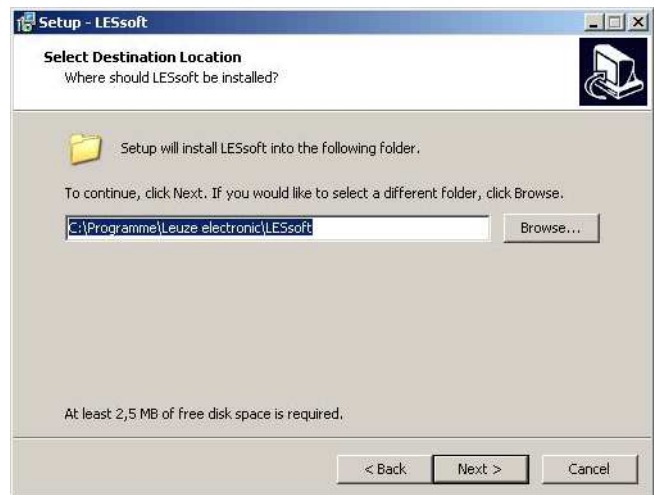 Setup - LESsoft
Select Destination Location
Where should LESsoft be installed?
Setup will install LESsoft into the following folder.
To continue, click Next. If you would like to select a different folder, click Browse.
C:\Programme\Leuze electronic\LESsoft
Browse...
At least 2,5 MB of free disk space is required.
< Back
Next >
Cancel